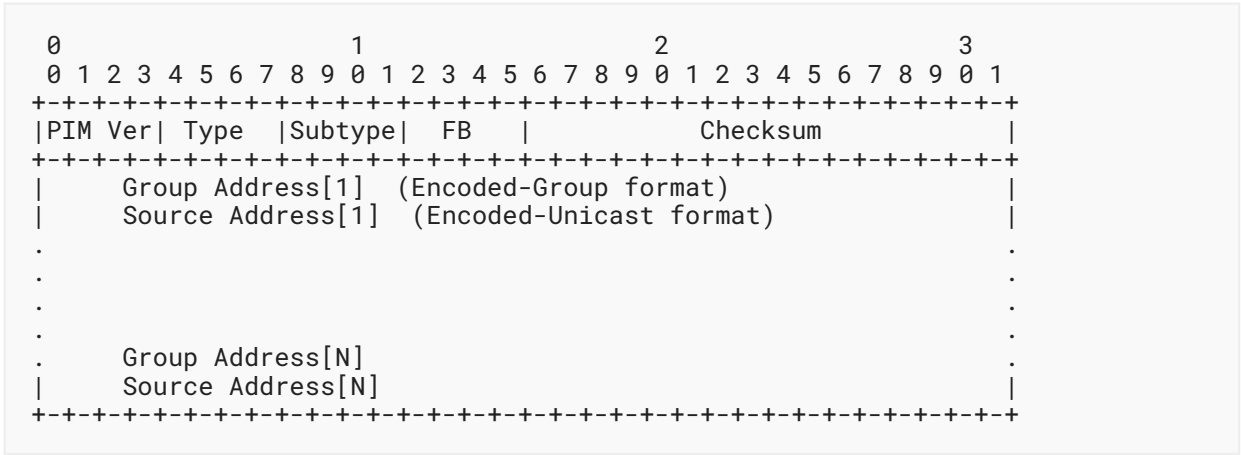 0                   1                   2                   3
 0 1 2 3 4 5 6 7 8 9 0 1 2 3 4 5 6 7 8 9 0 1 2 3 4 5 6 7 8 9 0 1
+-+-+-+-+-+-+-+-+-+-+-+-+-+-+-+-+-+-+-+-+-+-+-+-+-+-+-+-+-+-+-+-+
|PIM Ver| Type  |Subtype|  FB   |           Checksum            |
+-+-+-+-+-+-+-+-+-+-+-+-+-+-+-+-+-+-+-+-+-+-+-+-+-+-+-+-+-+-+-+-+
|     Group Address[1]  (Encoded-Group format)                  |
|     Source Address[1]  (Encoded-Unicast format)               |
.                                                               .
.                                                               .
.                                                               .
.                                                               .
.     Group Address[N]                                          .
|     Source Address[N]                                         |
+-+-+-+-+-+-+-+-+-+-+-+-+-+-+-+-+-+-+-+-+-+-+-+-+-+-+-+-+-+-+-+-+